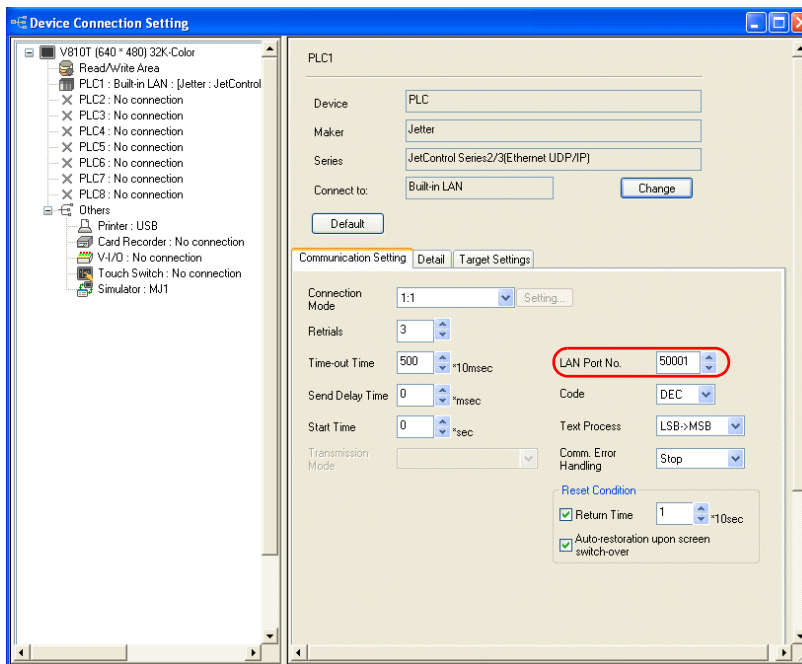 Device Connection Setting
V810T (640 * 480) 32K-Color
Read/Write Area
PLC1 : Built-in LAN : [Jetter : JetControl
PLC2 : No connection
PLC3 : No connection
PLC4 : No connection
PLC5 : No connection
PLC6 : No connection
PLC7 : No connection
PLC8 : No connection
Others
Printer : USB
Card Recorder : No connection
V-I/O : No connection
Touch Switch : No connection
Simulator : MJ1
PLC1
Device PLC
Maker Jetter
Series JetControl Series2/3(Ethernet UDP/IP)
Connect to: Built-in LAN Change
Default
Communication Setting Detail Target Settings
Connection Mode 1:1 Setting...
Retrials 3
Time-out Time 500 *10msec LAN Port No. 50001
Send Delay Time 0 *msec Code DEC
Start Time 0 *sec Text Process LSB->MSB
Transmission Mode Comm. Error Handling Stop
Reset Condition
Return Time 1 *10sec
Auto-restoration upon screen
switch-over